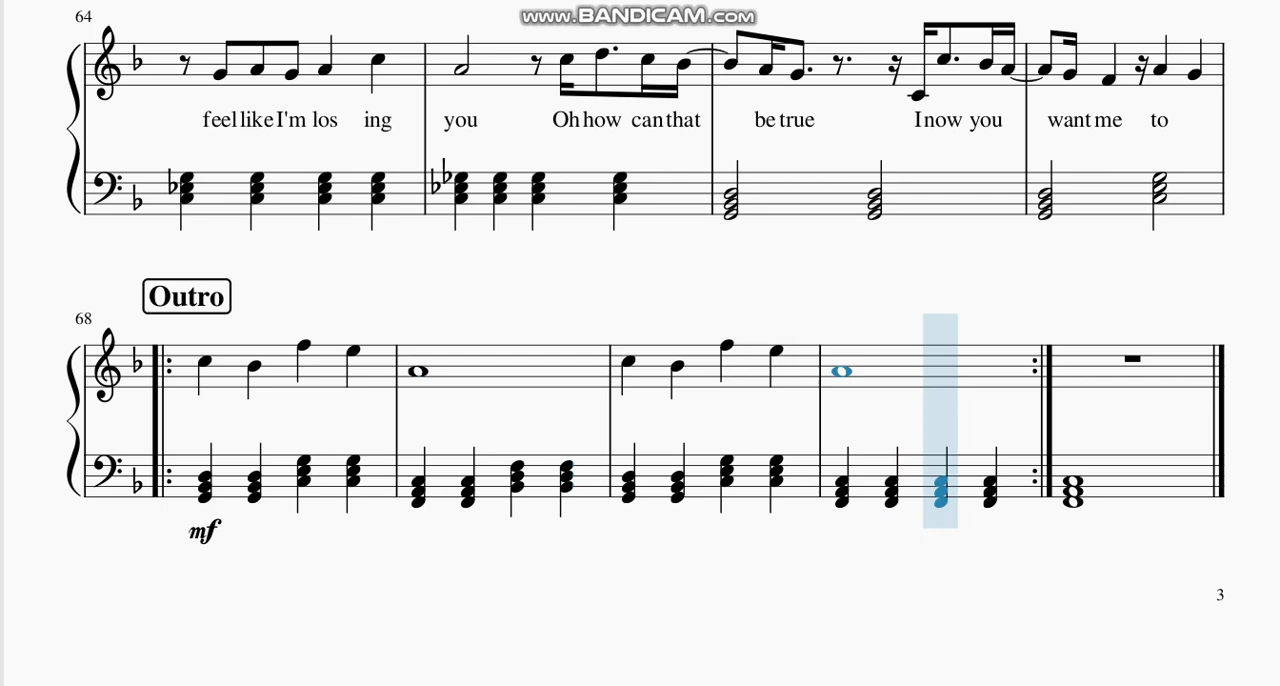 www.BANDICAM.com
64
feel like I'm los ing you Oh how can that be true I now you want me to
Outro
68
mf
3